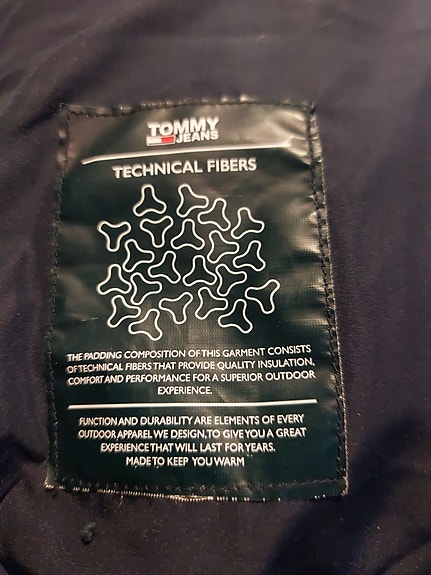 TOMMY
JEANS
TECHNICAL FIBERS
THE PADDING COMPOSITION OF THIS GARMENT CONSISTS
OF TECHNICAL FIBERS THAT PROVIDE QUALITY INSULATION,
COMFORT AND PERFORMANCE FOR A SUPERIOR OUTDOOR
EXPERIENCE.
FUNCTION AND DURABILITY ARE ELEMENTS OF EVERY
OUTDOOR APPAREL WE DESIGN, TO GIVE YOU A GREAT
EXPERIENCE THAT WILL LAST FOR YEARS.
MADE TO KEEP YOU WARM